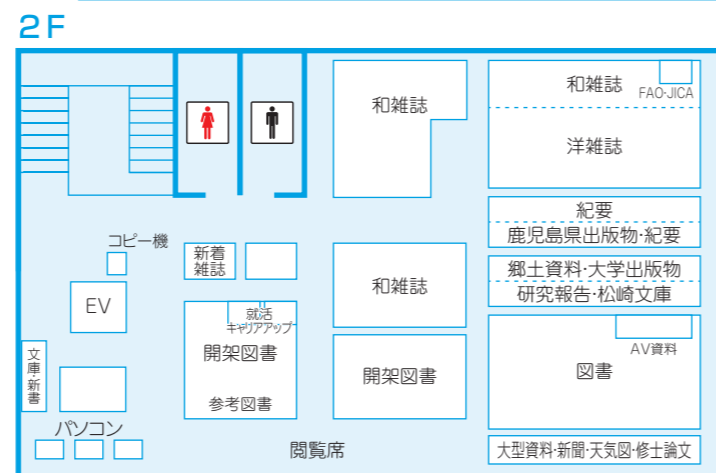 2F
和雑誌
和雑誌
FAO-JICA
洋雑誌
紀要
鹿児島県出版物・紀要
コピー機
新着
雑誌
EV
和雑誌
郷土資料・大学出版物
研究報告・松崎文庫
就活
キャリアアップ
開架図書
参考図書
開架図書
AV資料
図書
文庫・新書
パソコン
閲覧席
大型資料・新聞・天気図・修士論文